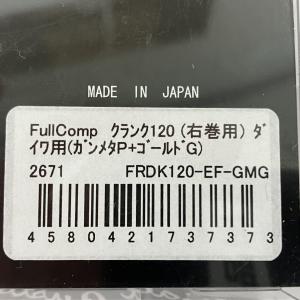 MADE IN JAPAN
FullComp クランク120 (右巻用) ダ
イワ用(ガンメタP+ゴールドG)
2671 FRDK120-EF-GMG
4580421737373